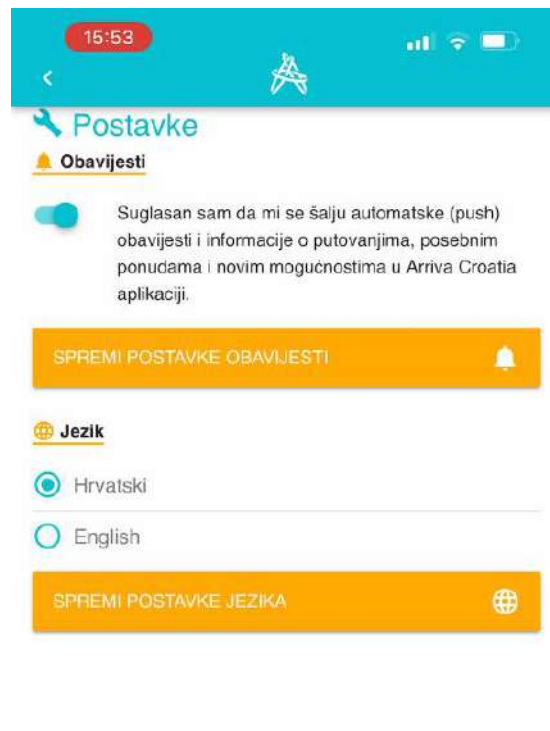 15:53
Postavke
Obavijesti
Suglasan sam da mi se šalju automatske (push)
obavijesti i informacije o putovanjima, posebnim
ponudama i novim mogućnostima u Arriva Croatia
aplikaciji.
SPREMI POSTAVKE OBAVIJESTI
Jezik
Hrvatski
English
SPREMI POSTAVKE JEZIKA